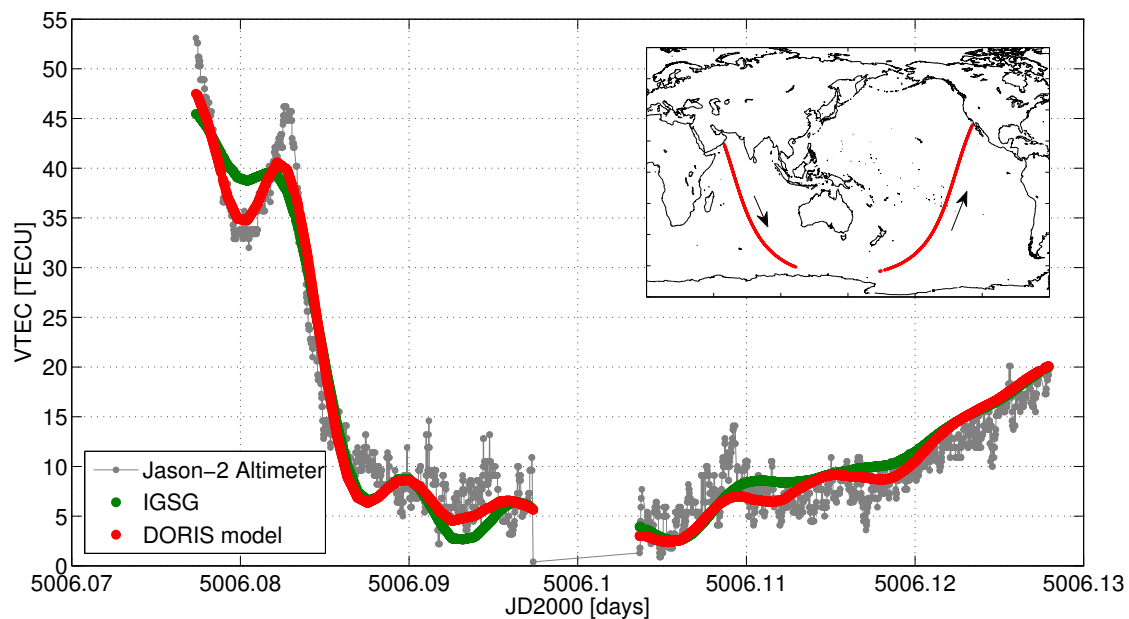 55
50
45
40
35
30
25
20
15
10
5
0
VTEC [TECU]
Jason−2 Altimeter
IGSG
DORIS model
5006.07 5006.08 5006.09 5006.1 5006.11 5006.12 5006.13
JD2000 [days]